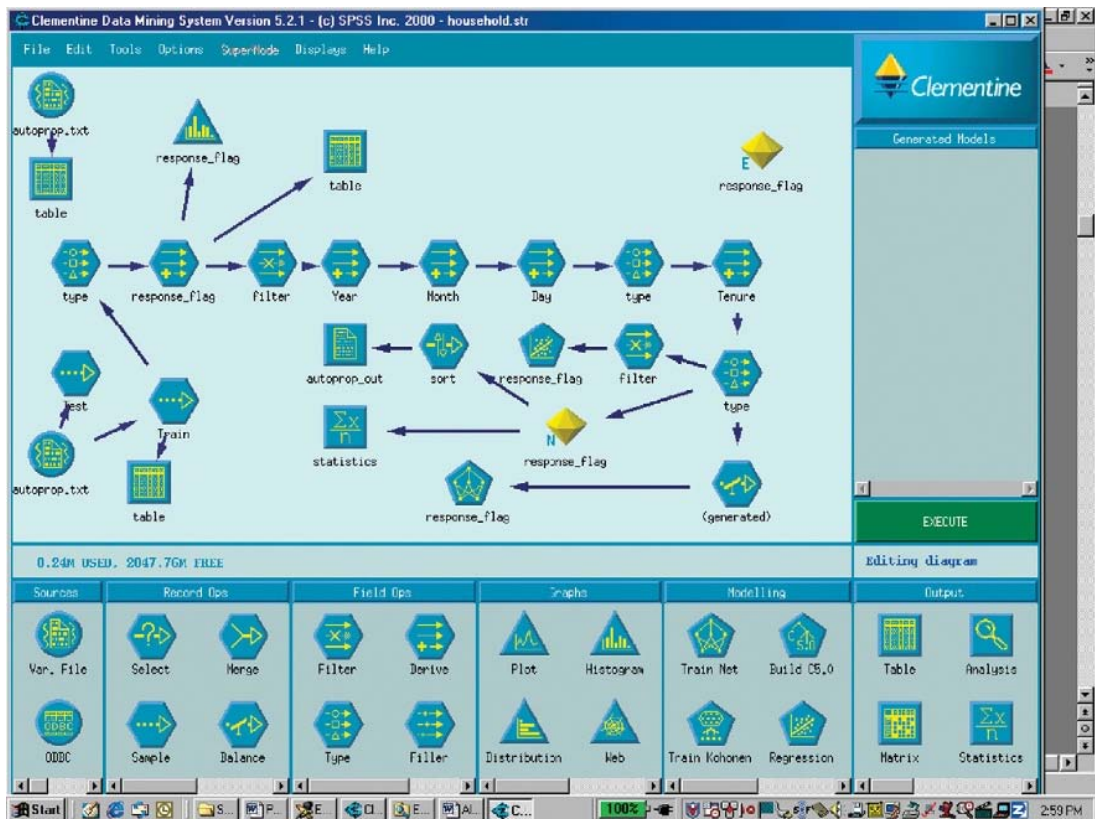 Clementine Data Mining System Version 5.2.1 - (c) SPSS Inc. 2000 - household.str
File Edit Tools Options SuperNode Displays Help
Clementine
Generated Models
autoprop.txt
response_flag
table
response_flag
E
table
type response_flag filter Year Month Day type Tenure
autoprop_out sort response_flag filter type
Test
Train
Σx
n
statistics
N
response_flag
autoprop.txt
table
response_flag
(generated)
EXECUTE
0.24M USED, 2047.76M FREE
Editing diagram
Sources Record Ops Field Ops Graphs Modelling Output
Var. File Select Merge Filter Derive Plot Histogram Train Net Build C5.0 Table Analysis
ODBC Sample Balance Type Filler Distribution Web Train Kohonen Regression Matrix Statistics
Start S... P... E... Cl... E... Al... C... 100% 2:59 PM